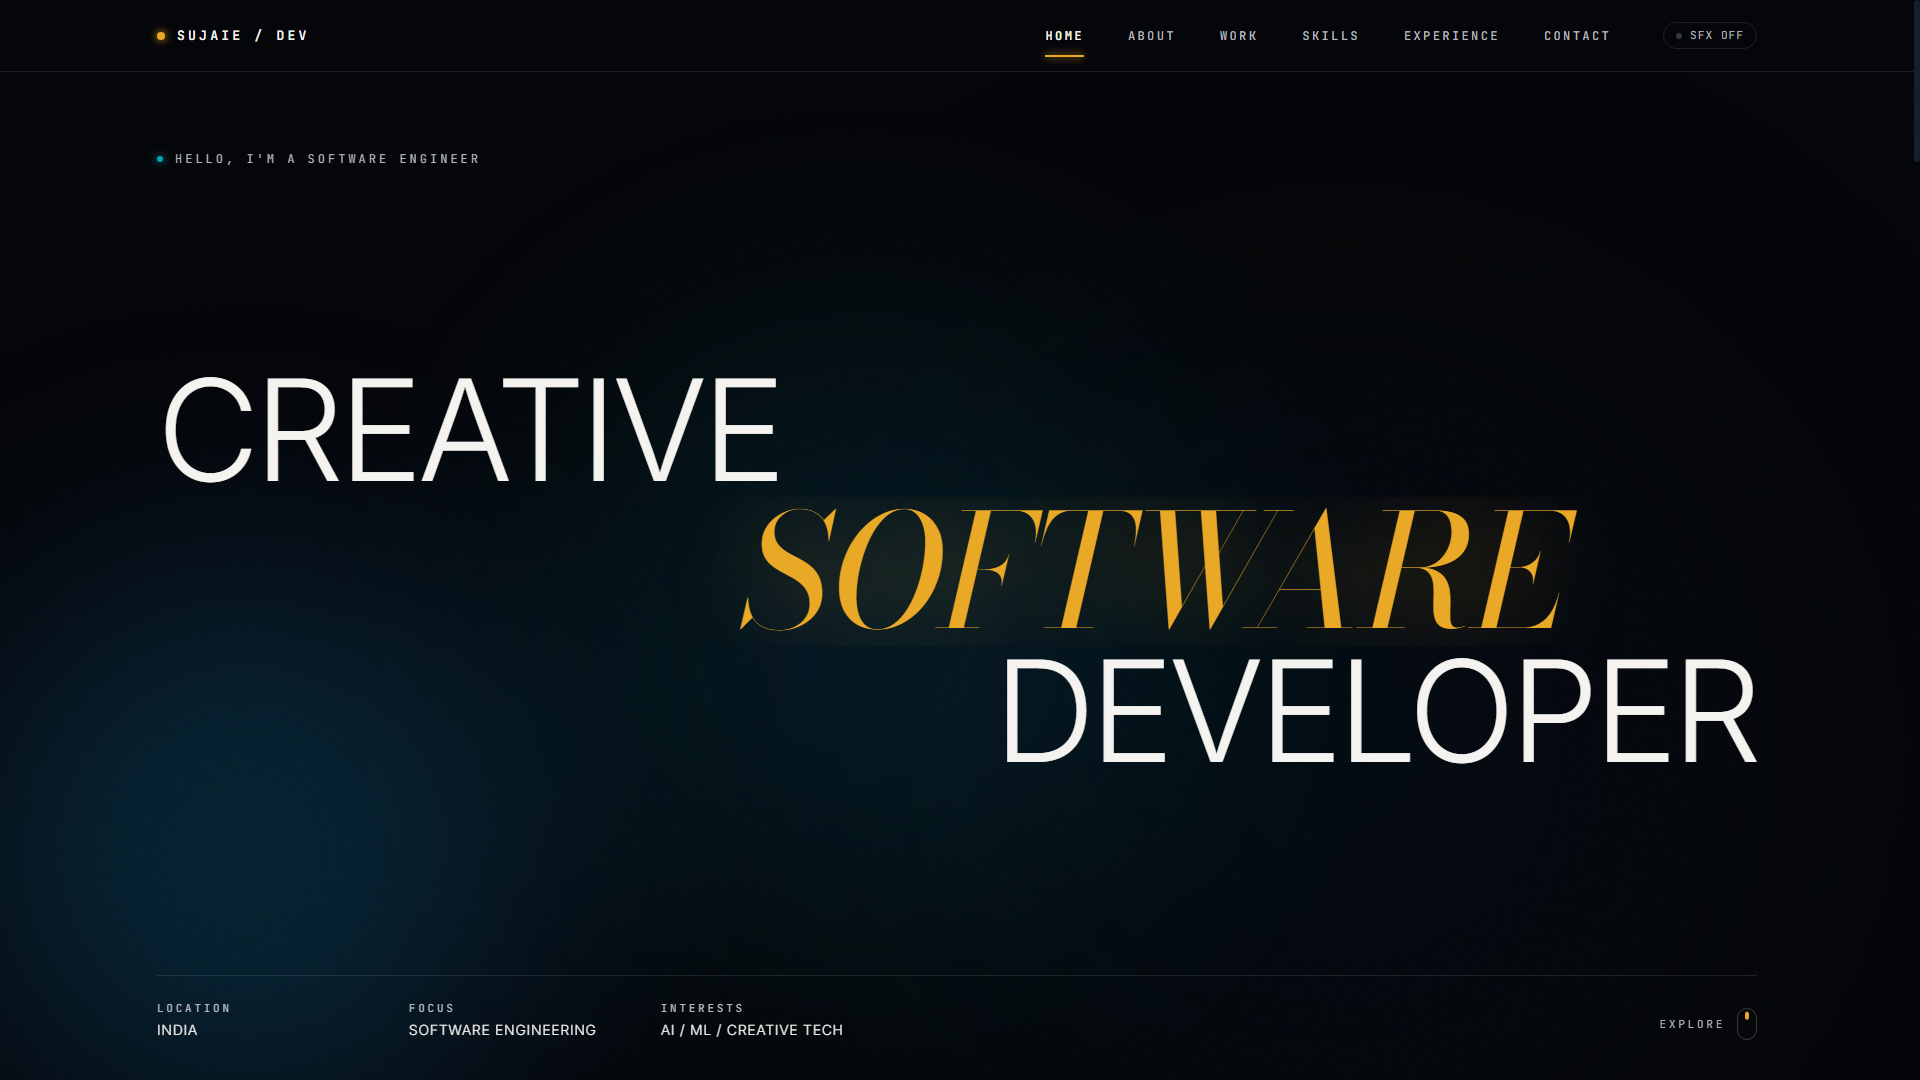 SUJAIE / DEV
HOME ABOUT WORK SKILLS EXPERIENCE CONTACT SFX OFF
HELLO, I'M A SOFTWARE ENGINEER
CREATIVE
SOFTWARE
DEVELOPER
LOCATION FOCUS INTERESTS
INDIA SOFTWARE ENGINEERING AI / ML / CREATIVE TECH
EXPLORE